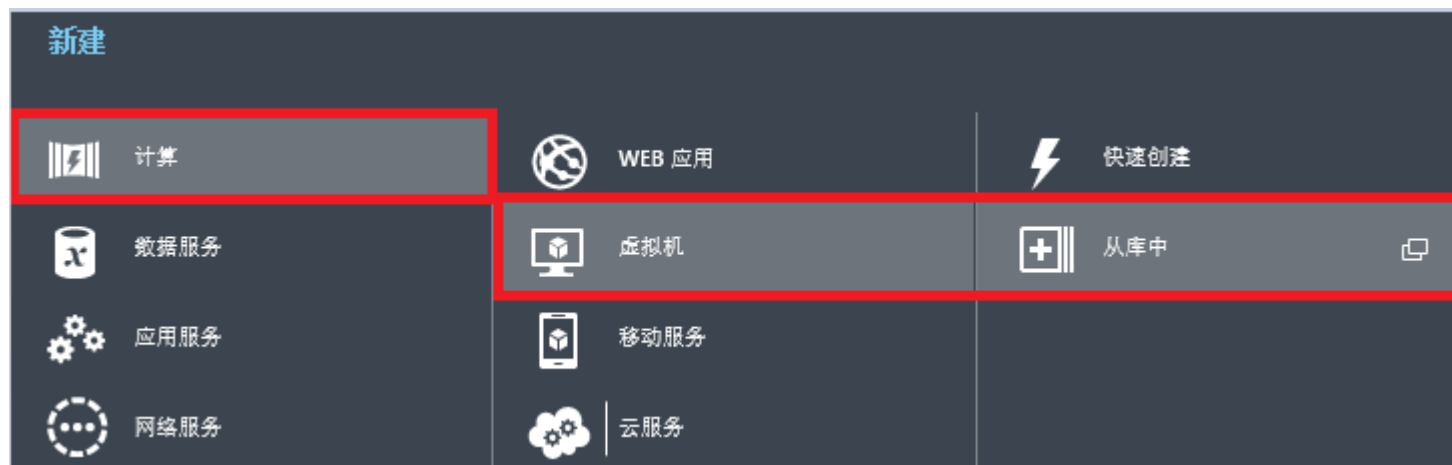 新建
计算
WEB 应用
快速创建
数据服务
虚拟机
从库中
应用服务
移动服务
网络服务
云服务